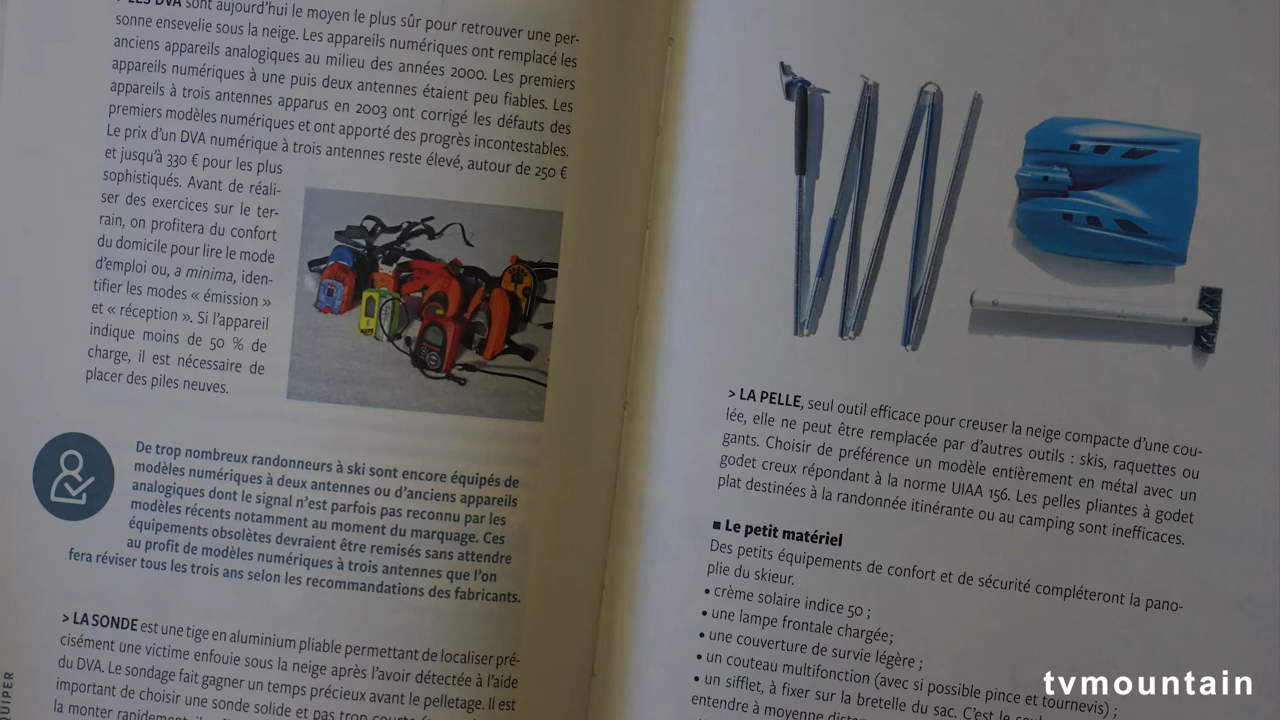 > LES DVA sont aujourd'hui le moyen le plus sûr pour retrouver une per-
sonne ensevelie sous la neige. Les appareils numériques ont remplacé les
anciens appareils analogiques au milieu des années 2000. Les premiers
appareils numériques à une puis deux antennes étaient peu fiables. Les
appareils à trois antennes apparus en 2003 ont corrigé les défauts des
premiers modèles numériques et ont apporté des progrès incontestables.
Le prix d'un DVA numérique à trois antennes reste élevé, autour de 250 €
et jusqu'à 330 € pour les plus
sophistiqués. Avant de réali-
ser des exercices sur le ter-
rain, on profitera du confort
du domicile pour lire le mode
d'emploi ou, a minima, iden-
tifier les modes « émission »
et « réception ». Si l'appareil
indique moins de 50 % de
charge, il est nécessaire de
placer des piles neuves.
De trop nombreux randonneurs à ski sont encore équipés de
modèles numériques à deux antennes ou d'anciens appareils
analogiques dont le signal n'est parfois pas reconnu par les
modèles récents notamment au moment du marquage. Ces
équipements obsolètes devraient être remisés sans attendre
au profit de modèles numériques à trois antennes que l'on
fera réviser tous les trois ans selon les recommandations des fabricants.
> LA SONDE est une tige en aluminium pliable permettant de localiser pré-
cisément une victime enfouie sous la neige après l'avoir détectée à l'aide
du DVA. Le sondage fait gagner un temps précieux avant le pelletage. Il est
important de choisir une sonde solide et pas trop courte
la monter rapidement
QUIPER
> LA PELLE, seul outil efficace pour creuser la neige compacte d'une cou-
lée, elle ne peut être remplacée par d'autres outils : skis, raquettes ou
gants. Choisir de préférence un modèle entièrement en métal avec un
godet creux répondant à la norme UIAA 156. Les pelles pliantes à godet
plat destinées à la randonnée itinérante ou au camping sont inefficaces.
■ Le petit matériel
Des petits équipements de confort et de sécurité compléteront la pano-
plie du skieur.
• crème solaire indice 50 ;
• une lampe frontale chargée;
• une couverture de survie légère ;
• un couteau multifonction (avec si possible pince et tournevis) ;
• un sifflet, à fixer sur la bretelle du sac. C'est le
entendre à moyenne
tvmountain